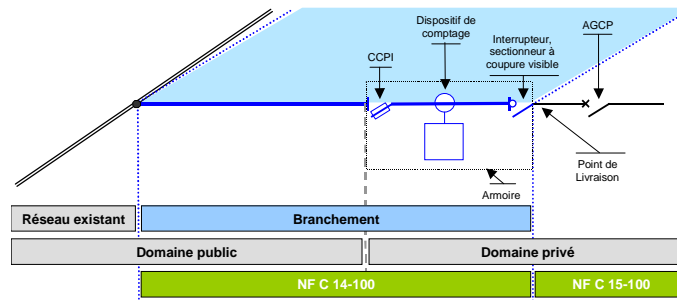 Dispositif de
comptage
Interrupteur,
sectionneur à
coupure visible
AGCP
CCPI
Point de
Livraison
Armoire
Réseau existant
Branchement
Domaine public
Domaine privé
NF C 14-100
NF C 15-100